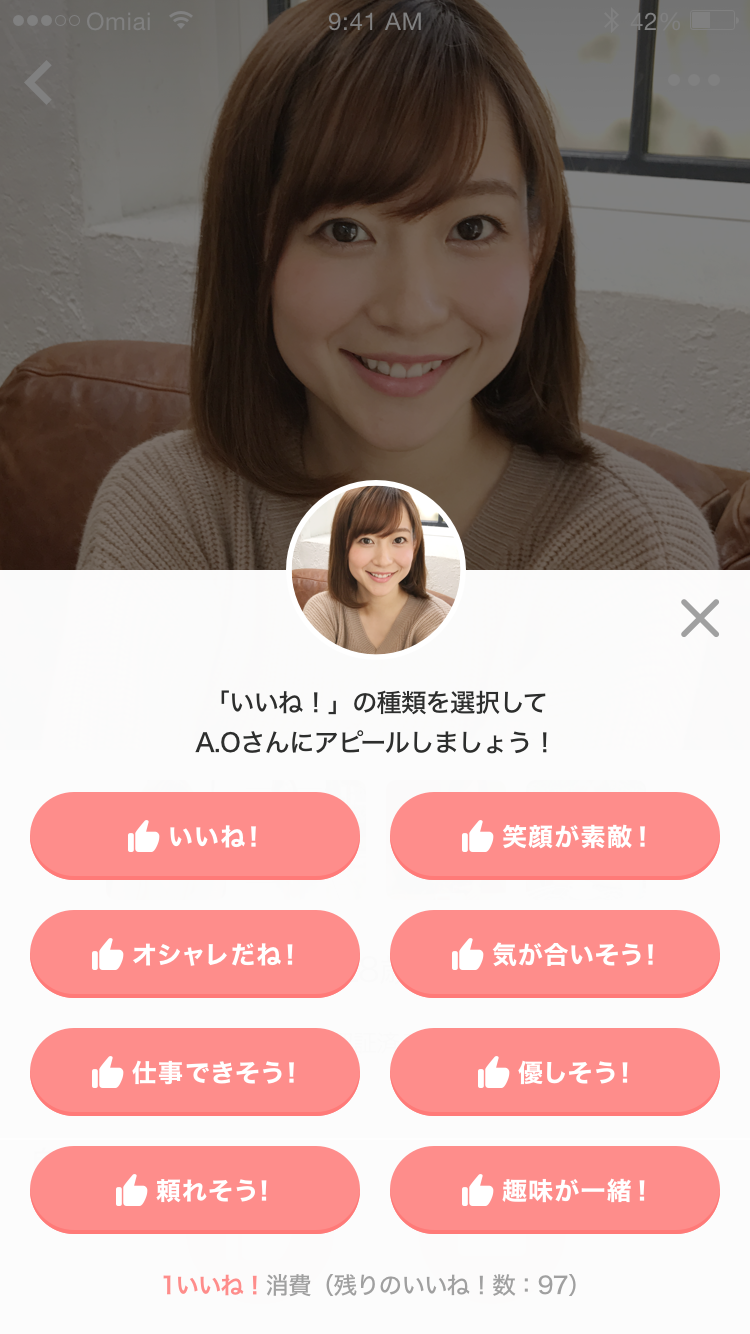 Omiai 9:41 AM 42%
「いいね！」の種類を選択して
A.Oさんにアピールしましょう！
いいね！ 笑顔が素敵！
オシャレだね！ 気が合いそう！
仕事できそう！ 優しそう！
頼れそう！ 趣味が一緒！
1いいね！消費（残りのいいね！数：97）